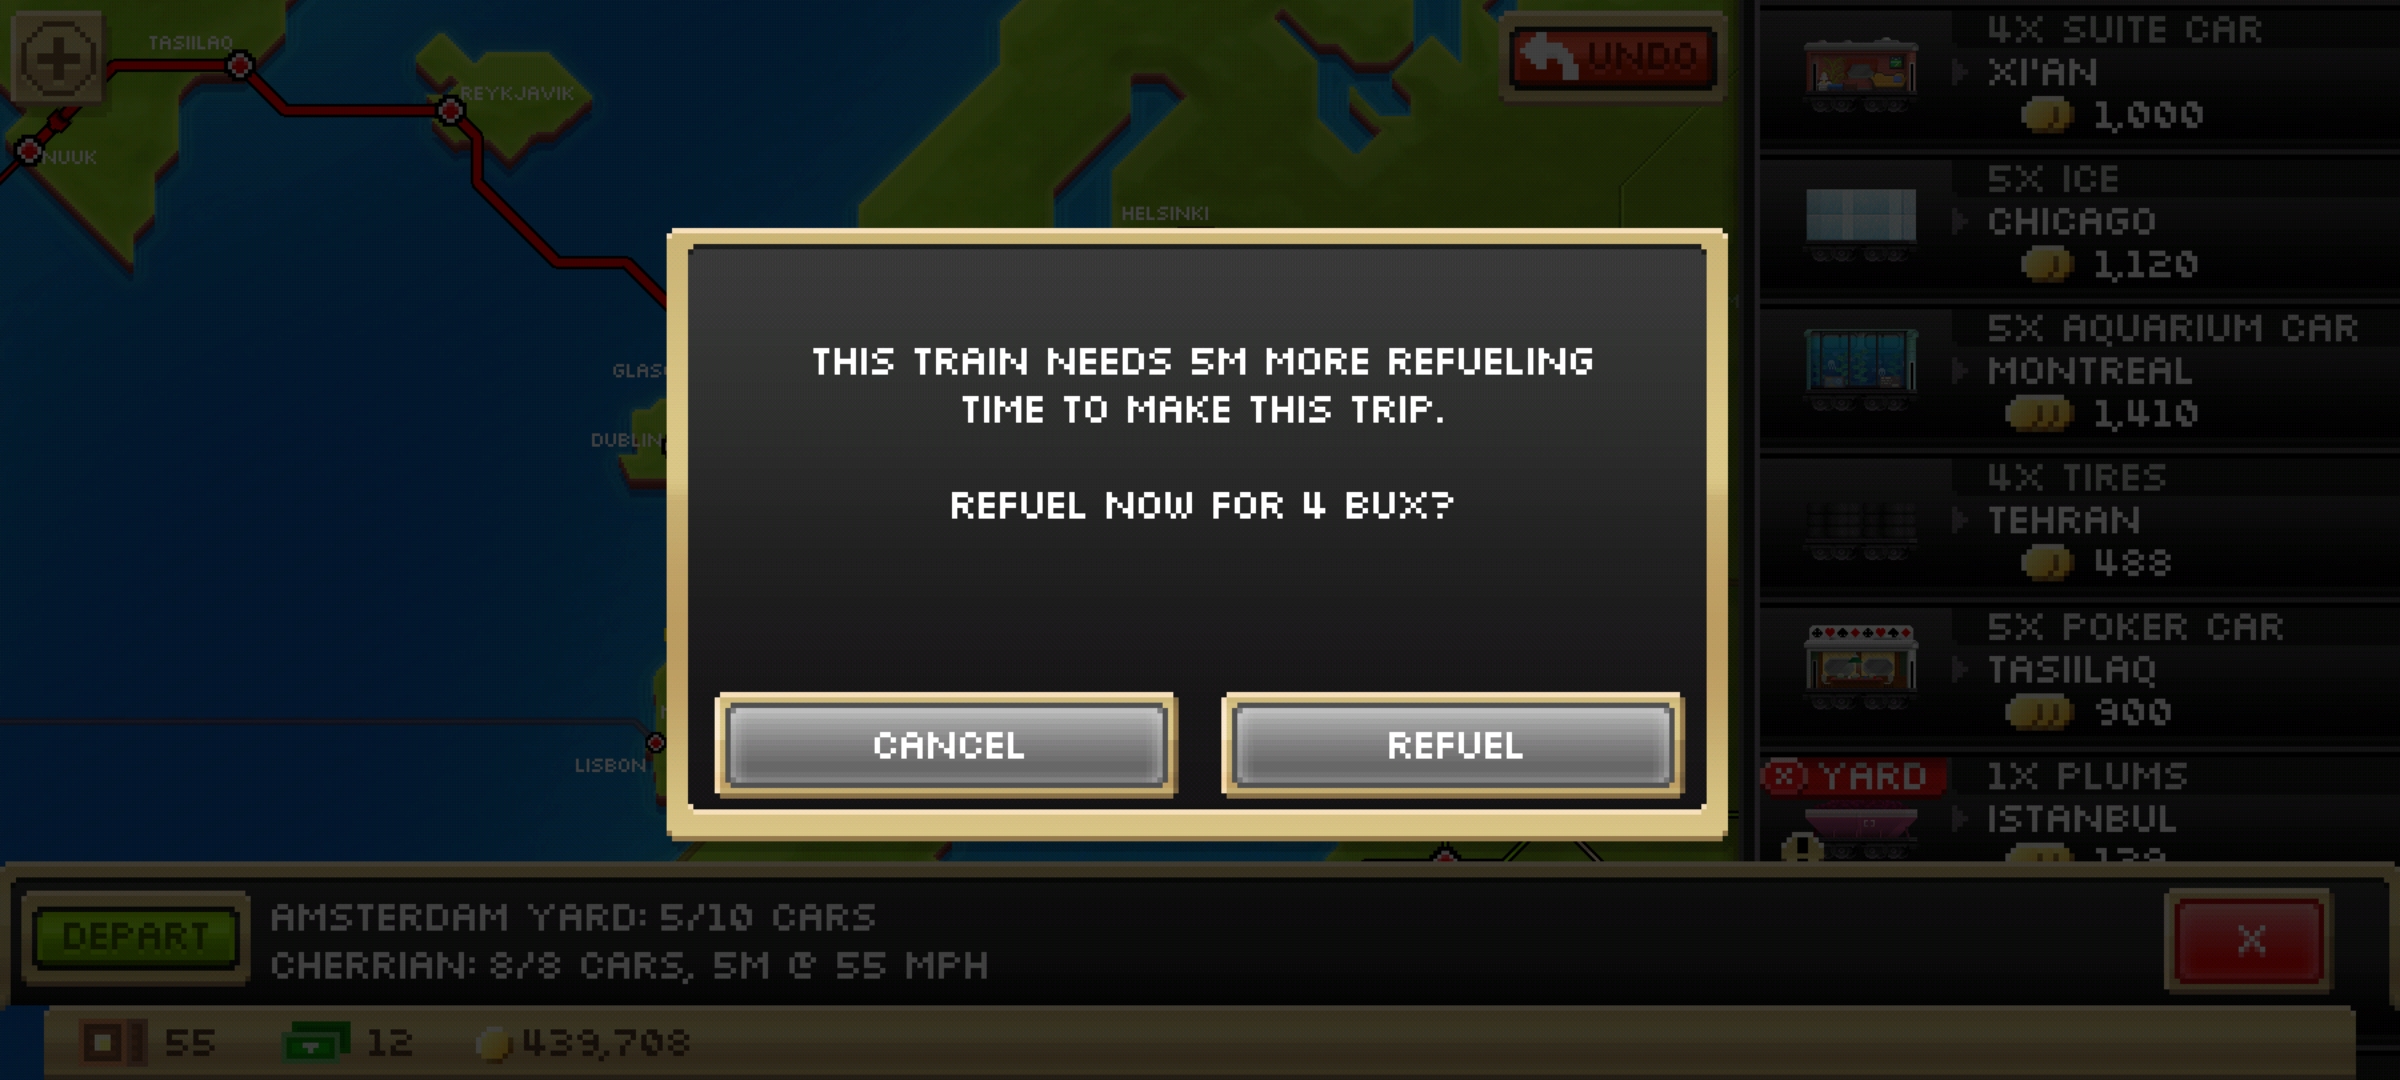 TASIILAQ
REYKJAVIK
NUUK
UNDO
HELSINKI
DUBLIN
LISBON
THIS TRAIN NEEDS 5M MORE REFUELING
TIME TO MAKE THIS TRIP.
REFUEL NOW FOR 4 BUX?
CANCEL
REFUEL
4X SUITE CAR
XI'AN
1,000
5X ICE
CHICAGO
1,120
5X AQUARIUM CAR
MONTREAL
1,410
4X TIRES
TEHRAN
488
5X POKER CAR
TASIILAQ
900
YARD
1X PLUMS
ISTANBUL
DEPART
AMSTERDAM YARD: 5/10 CARS
CHERRIAN: 8/8 CARS, 5M @ 55 MPH
X
55
12
439,708